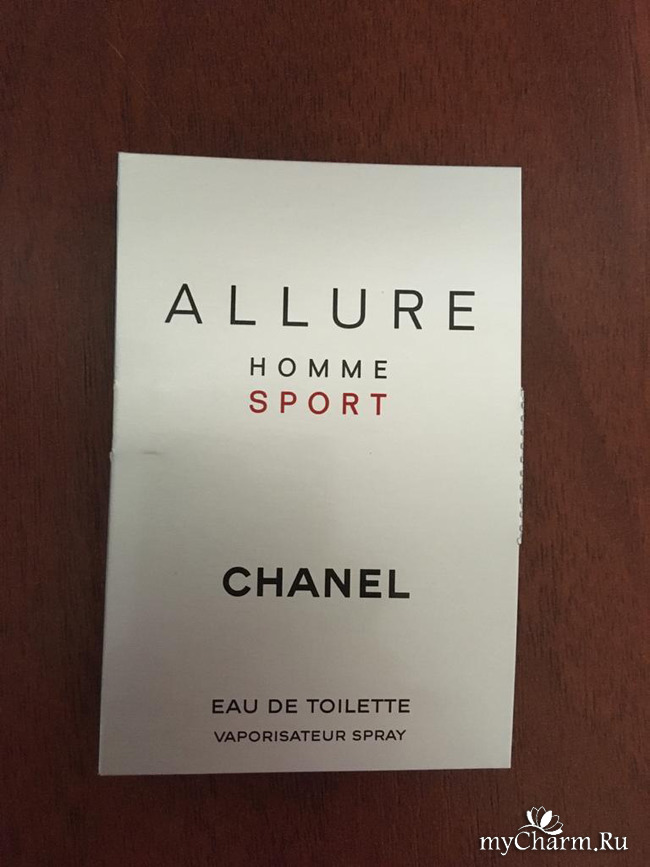 ALLURE
HOMME
SPORT
CHANEL
EAU DE TOILETTE
VAPORISATEUR SPRAY
myCharm.Ru